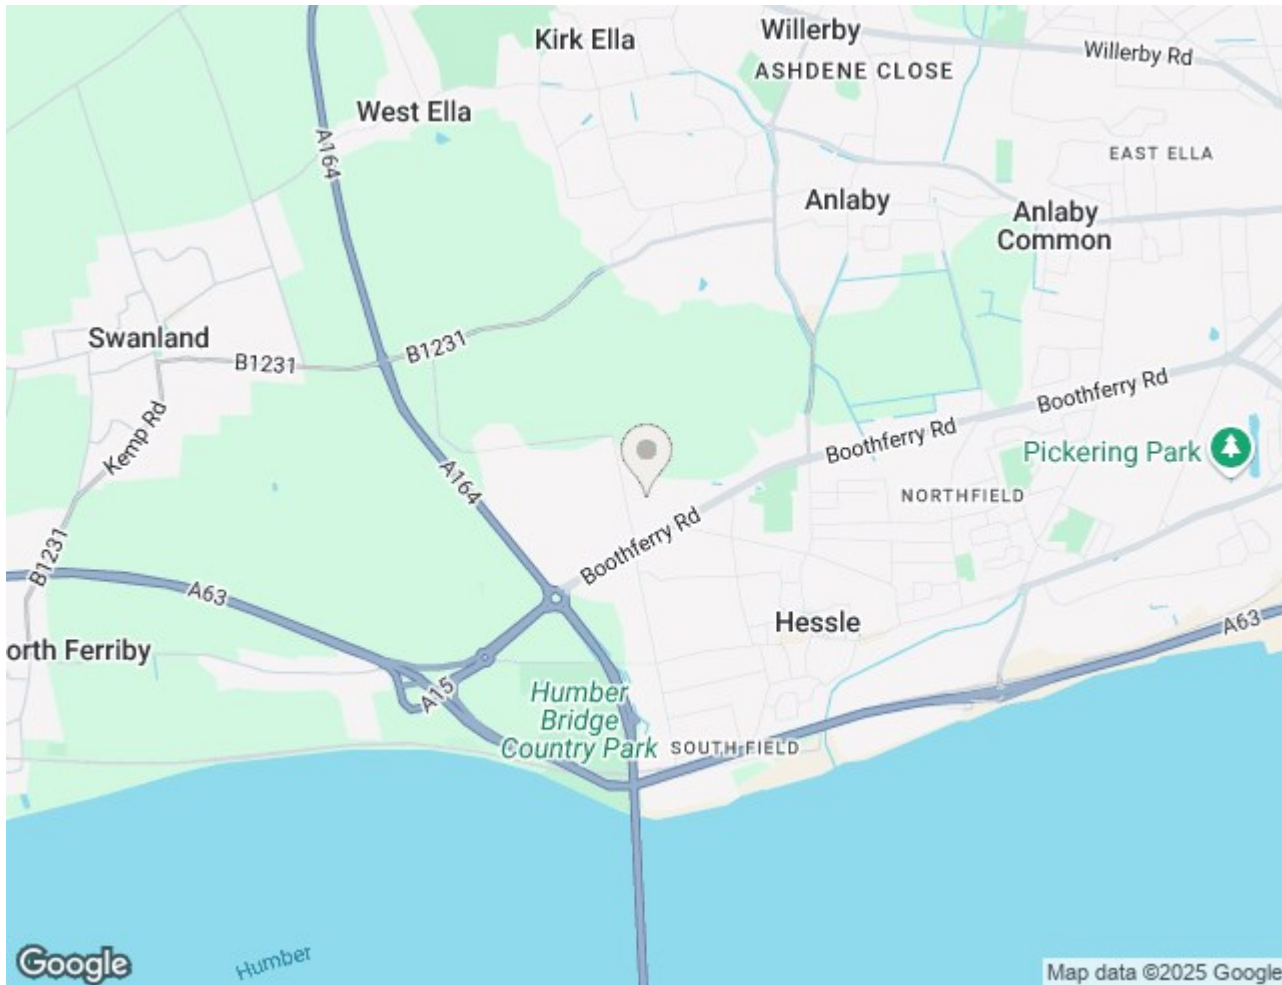 Kirk Ella
Willerby
Willerby Rd
ASHDENE CLOSE
West Ella
A164
EAST ELLA
Anlaby
Anlaby
Common
Swanland
B1231
B1231
Boothferry Rd
Kemp Rd
Boothferry Rd
Pickering Park
A164
NORTHFIELD
Boothferry Rd
B1231
A63
Hessle
A63
orth Ferriby
A15
Humber
Bridge
Country Park
SOUTH FIELD
Humber
Google
Map data ©2025 Google